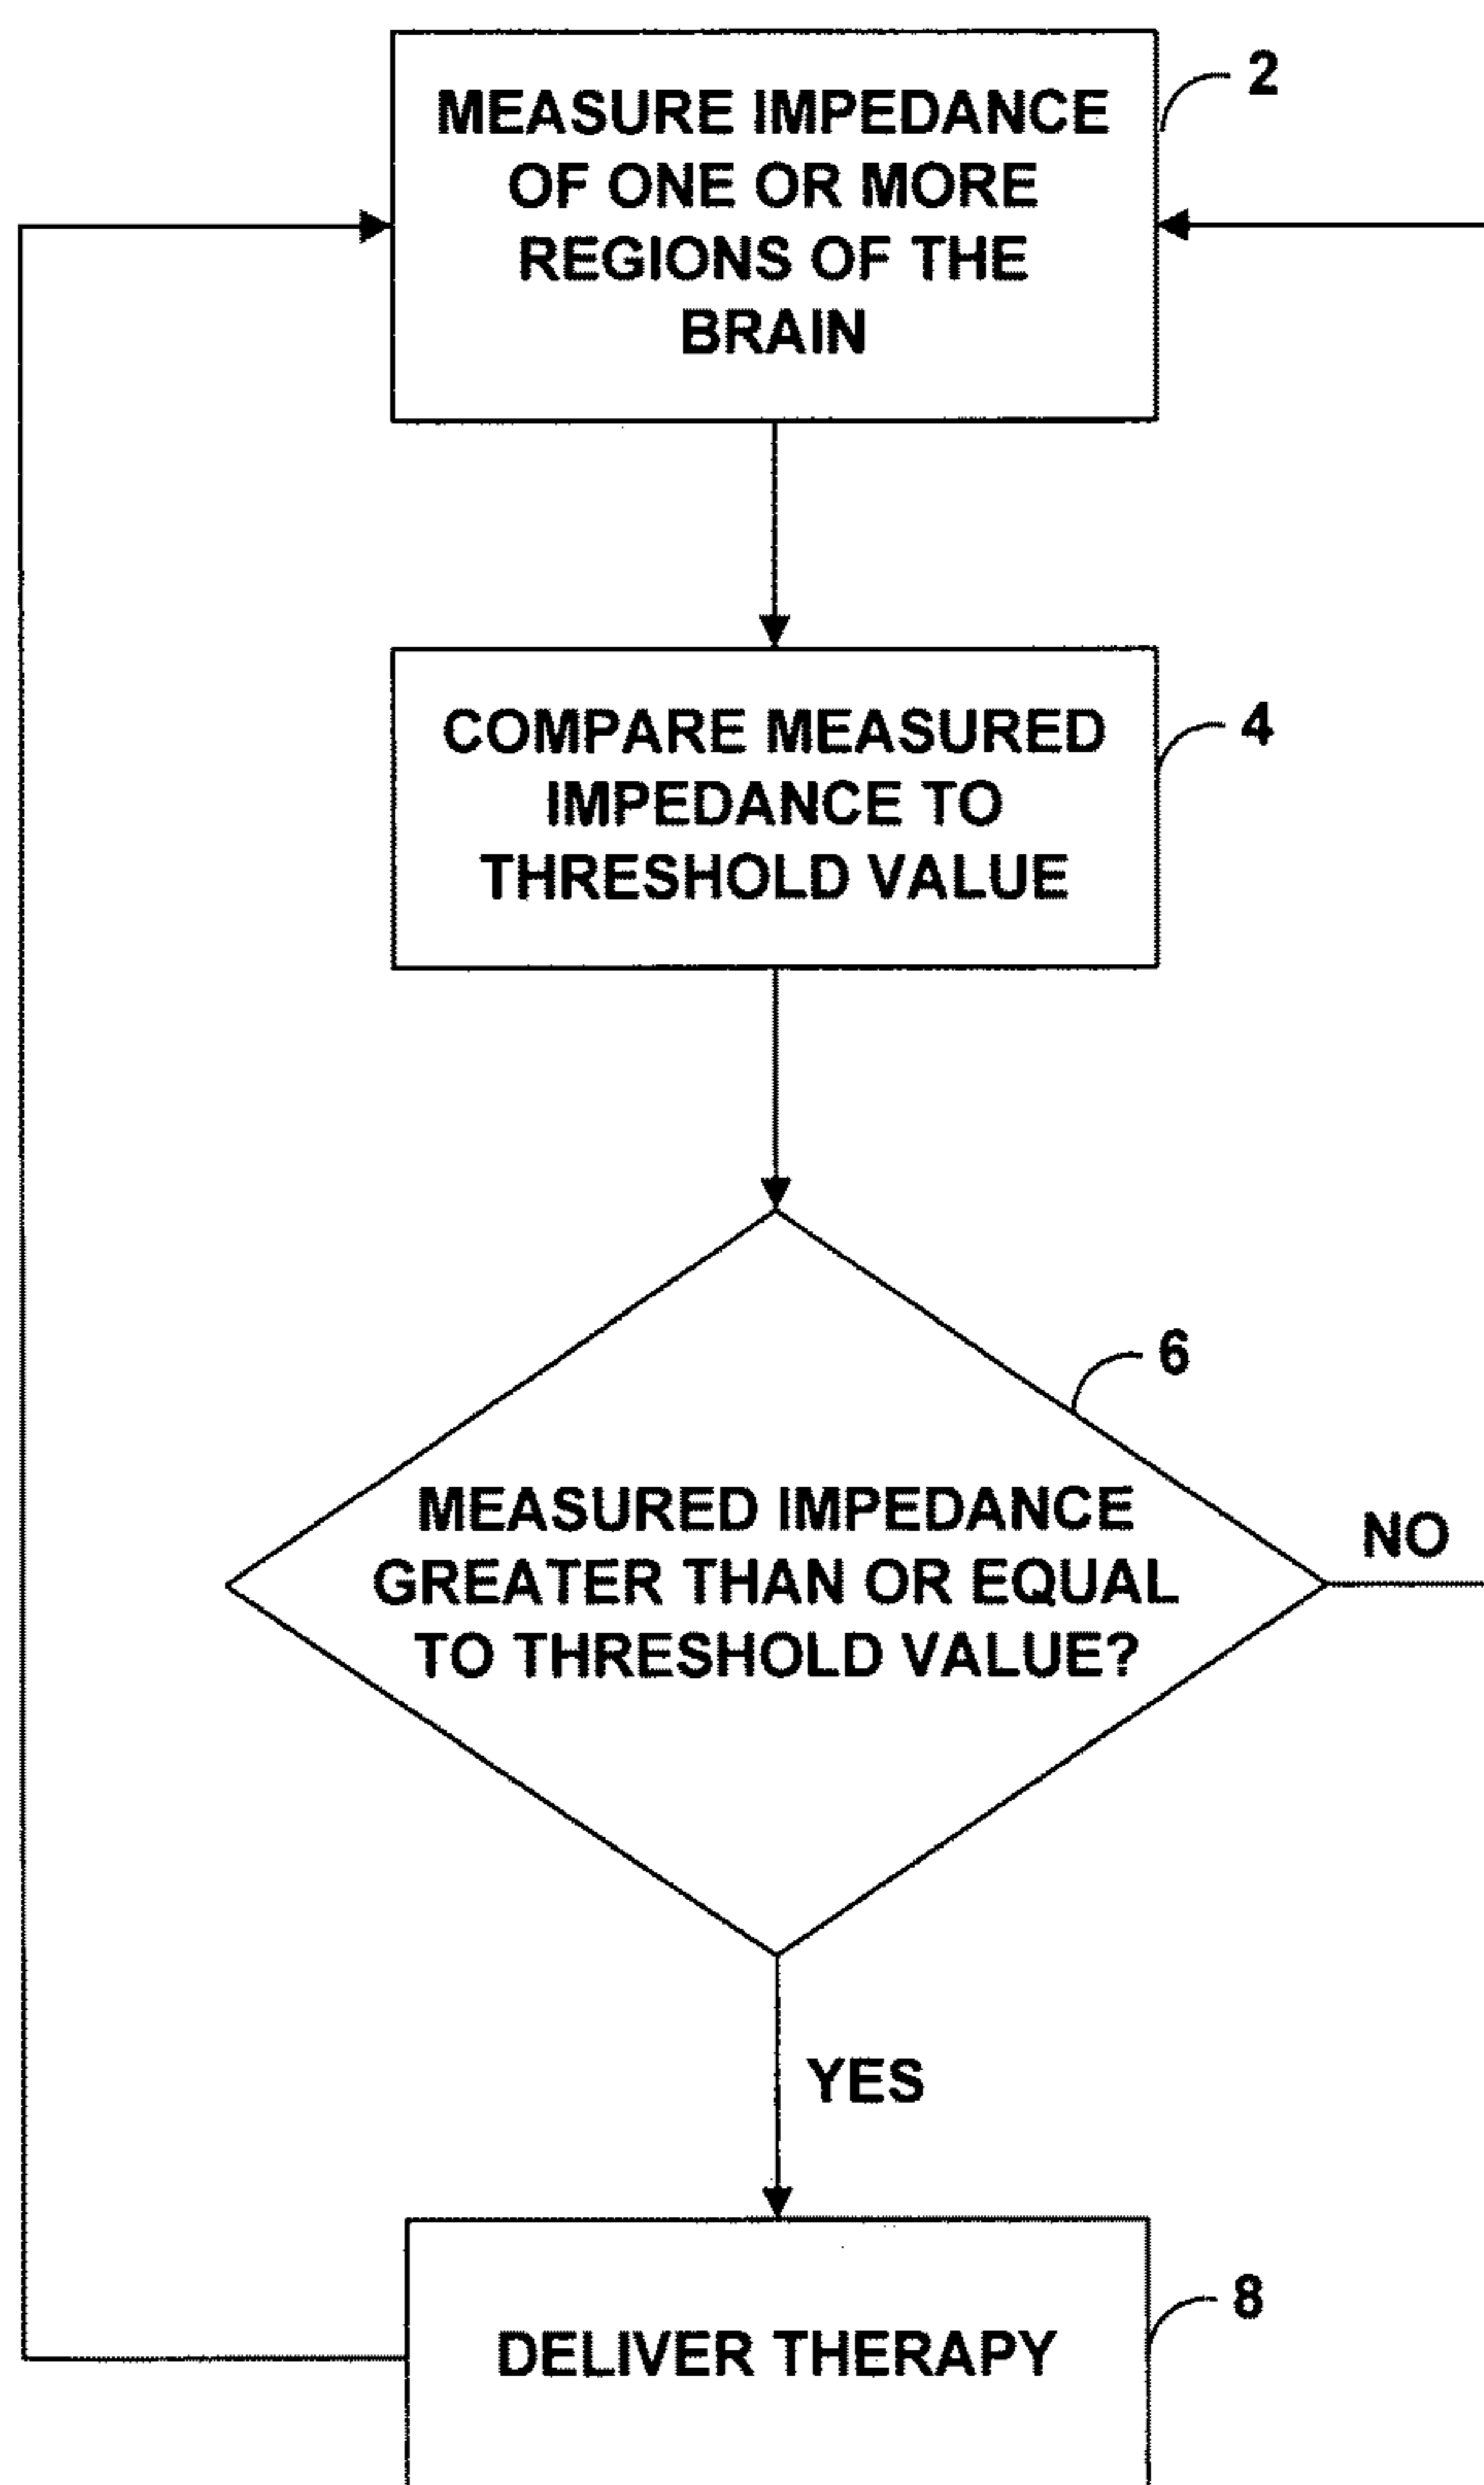 MEASURE IMPEDANCE
OF ONE OR MORE
REGIONS OF THE
BRAIN
2
COMPARE MEASURED
IMPEDANCE TO
THRESHOLD VALUE
4
6
MEASURED IMPEDANCE
GREATER THAN OR EQUAL
TO THRESHOLD VALUE?
NO
YES
8
DELIVER THERAPY